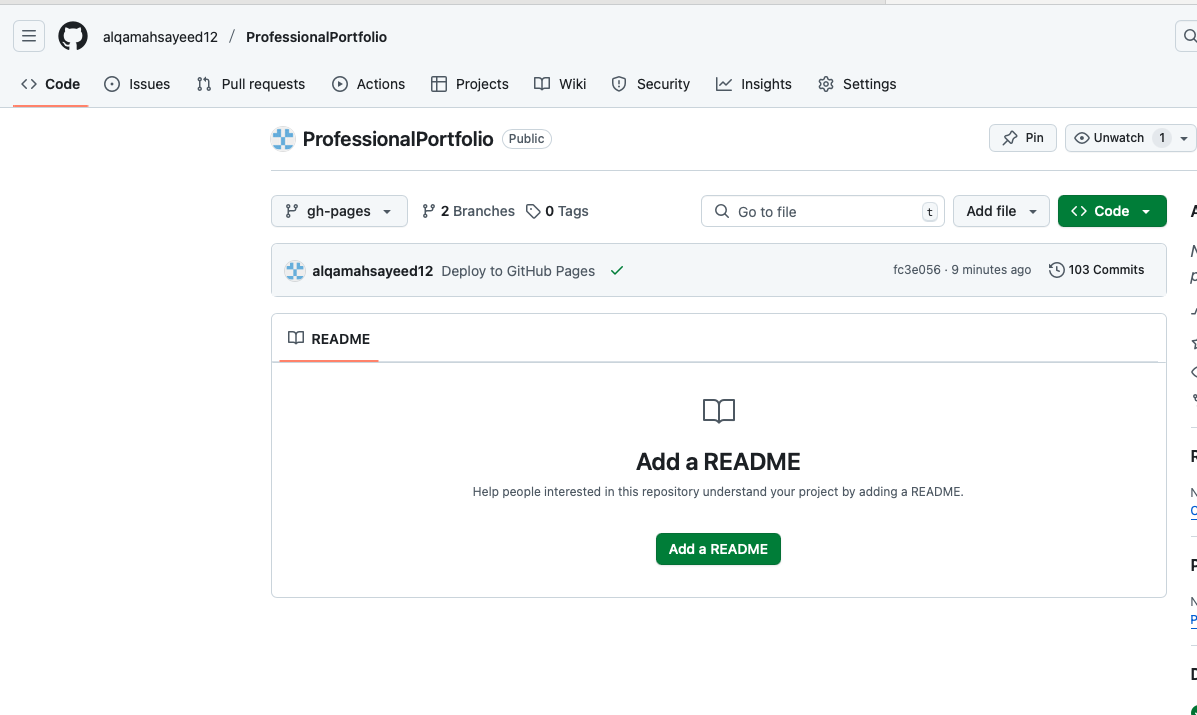 alqamahsayeed12 / ProfessionalPortfolio
Code Issues Pull requests Actions Projects Wiki Security Insights Settings
ProfessionalPortfolio Public Pin Unwatch 1
gh-pages 2 Branches 0 Tags Go to file t Add file Code
alqamahsayeed12 Deploy to GitHub Pages fc3e056 · 9 minutes ago 103 Commits
README
Add a README
Help people interested in this repository understand your project by adding a README.
Add a README